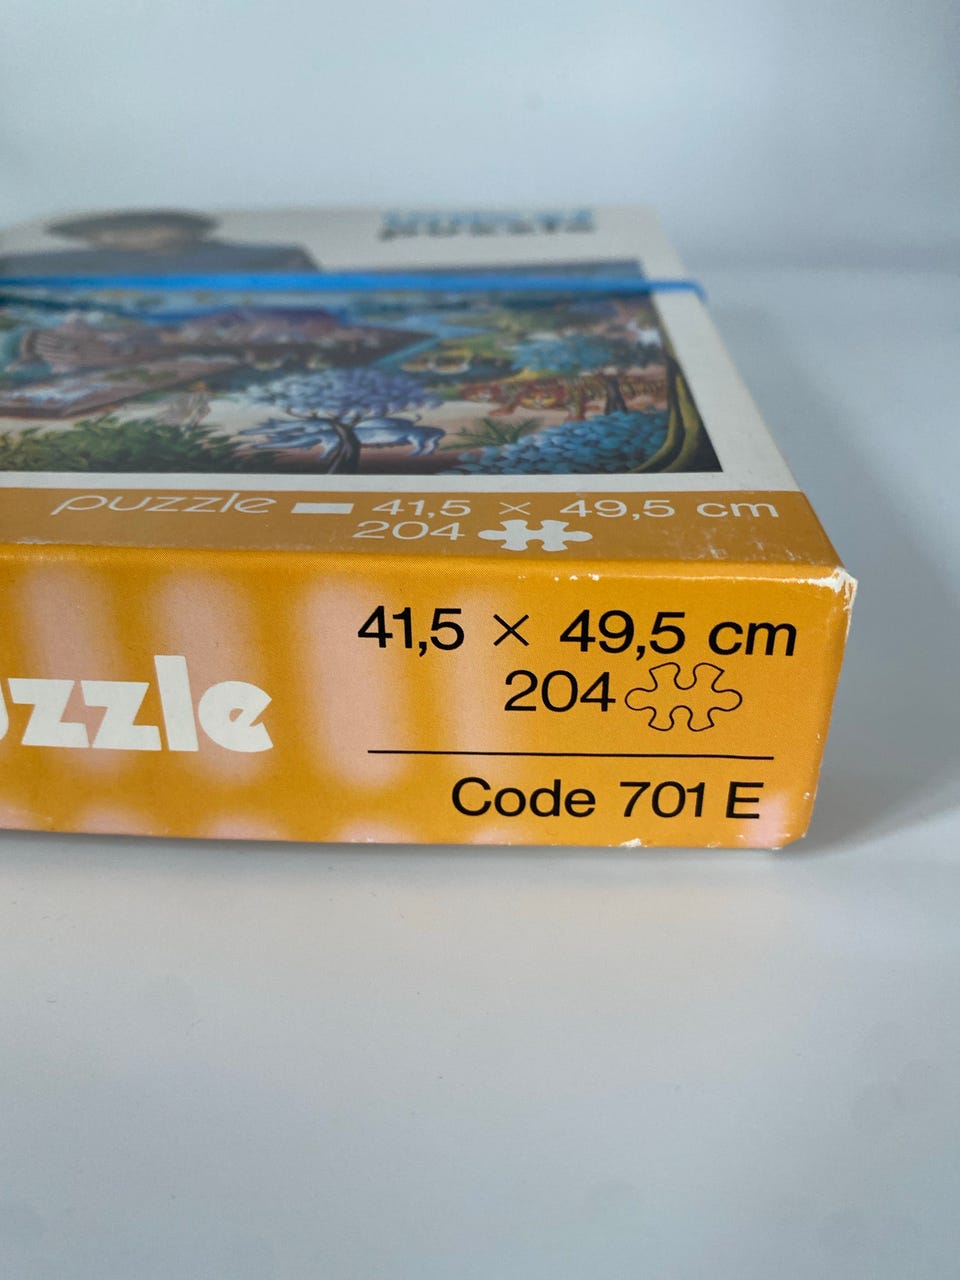 puzzle 41,5 × 49,5 cm
204
41,5 × 49,5 cm
204
zzle
Code 701 E